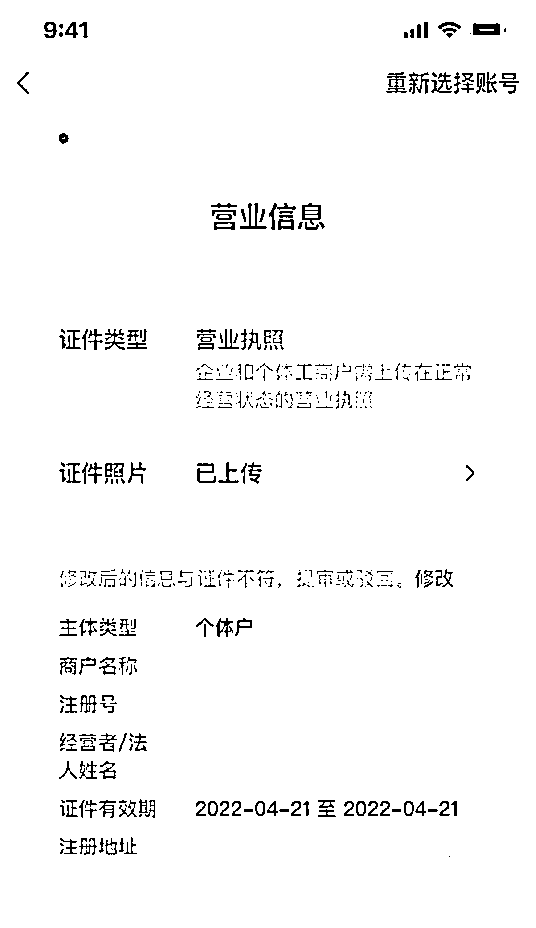 9:41
重新选择账号
营业信息
证件类型 营业执照
企业和个体工商户需上传在正常
经营状态的营业执照
证件照片 已上传
修改后的信息与证件不符，提审或驳回。修改
主体类型 个体户
商户名称
注册号
经营者/法
人姓名
证件有效期 2022-04-21 至 2022-04-21
注册地址